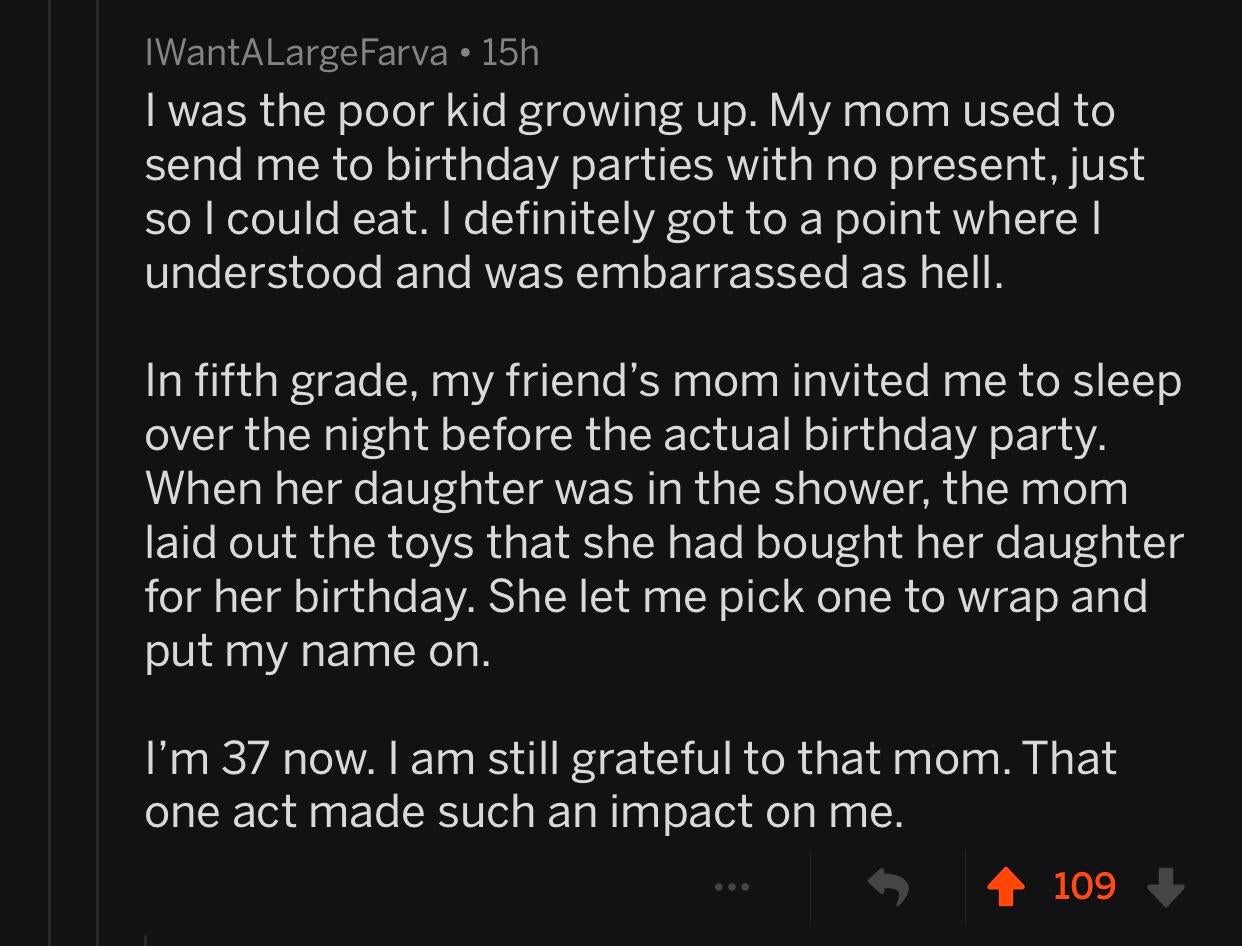 IWantALargeFarva • 15h
I was the poor kid growing up. My mom used to
send me to birthday parties with no present, just
so I could eat. I definitely got to a point where I
understood and was embarrassed as hell.
In fifth grade, my friend’s mom invited me to sleep
over the night before the actual birthday party.
When her daughter was in the shower, the mom
laid out the toys that she had bought her daughter
for her birthday. She let me pick one to wrap and
put my name on.
I’m 37 now. I am still grateful to that mom. That
one act made such an impact on me.
109